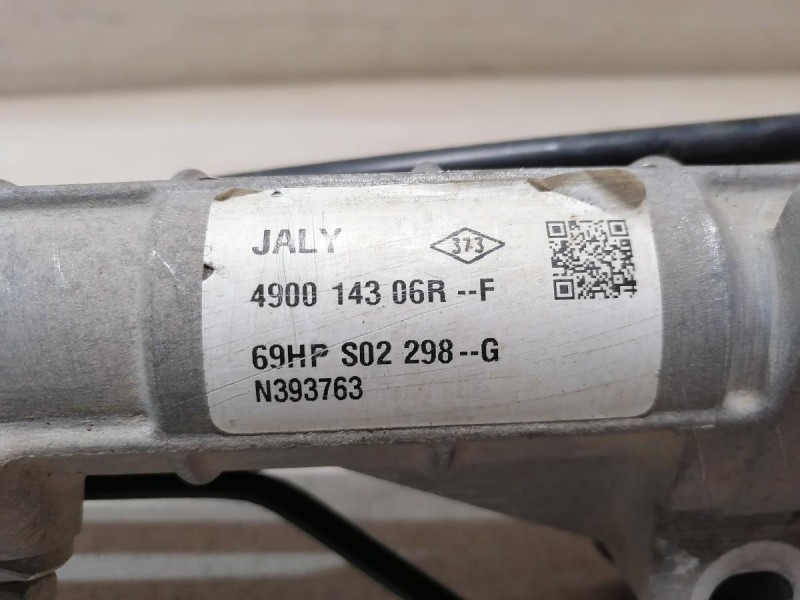 JALY 373
4900 143 06R --F
69HP S02 298--G
N393763